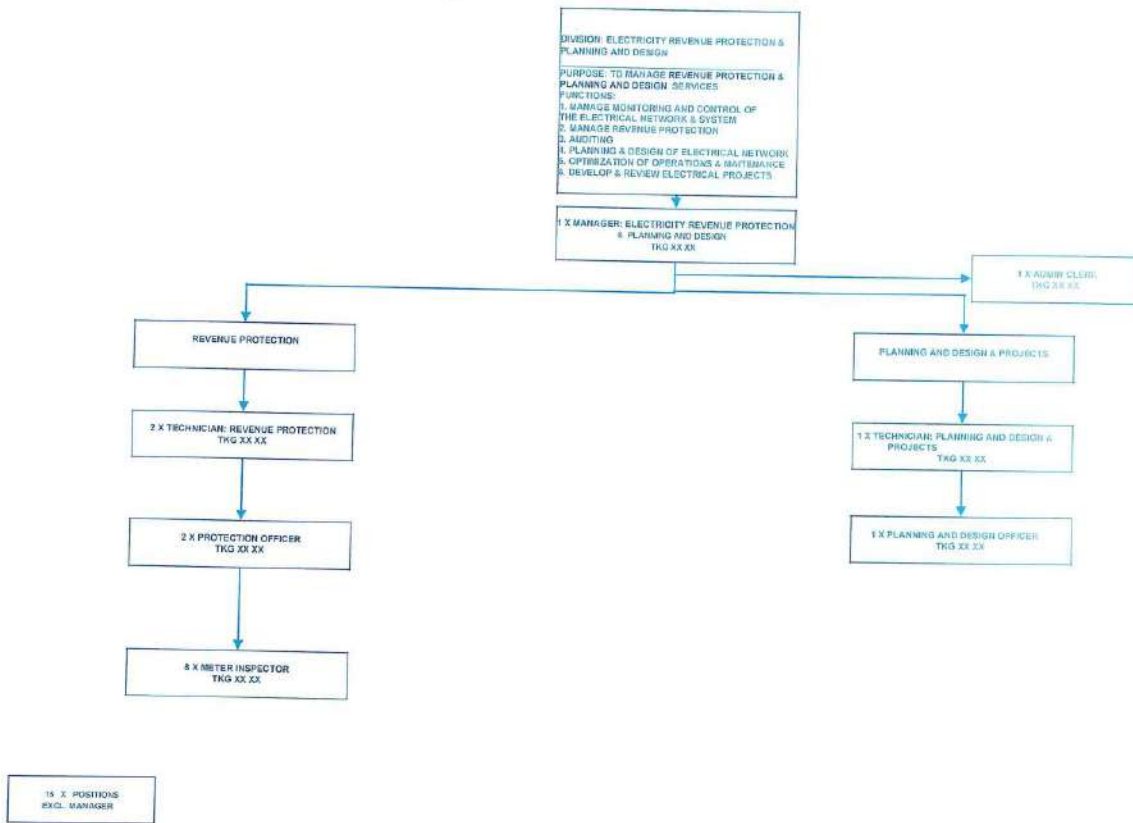 DIVISION: ELECTRICITY REVENUE PROTECTION &
PLANNING AND DESIGN
PURPOSE: TO MANAGE REVENUE PROTECTION &
PLANNING AND DESIGN SERVICES
FUNCTIONS:
1. MANAGE MONITORING AND CONTROL OF
THE ELECTRICAL NETWORK & SYSTEM
2. MANAGE REVENUE PROTECTION
3. AUDITING
4. PLANNING & DESIGN OF ELECTRICAL NETWORK
5. OPTIMIZATION OF OPERATIONS & MAITENANCE
6. DEVELOP & REVIEW ELECTRICAL PROJECTS
1 X MANAGER: ELECTRICITY REVENUE PROTECTION
& PLANNING AND DESIGN
TKG XX XX
1 X ADMIN CLERK
TKG XX XX
REVENUE PROTECTION
PLANNING AND DESIGN & PROJECTS
2 X TECHNICIAN: REVENUE PROTECTION
TKG XX XX
1 X TECHNICIAN: PLANNING AND DESIGN &
PROJECTS
TKG XX XX
2 X PROTECTION OFFICER
TKG XX XX
1 X PLANNING AND DESIGN OFFICER
TKG XX XX
8 X METER INSPECTOR
TKG XX XX
15 X POSITIONS
EXCL. MANAGER